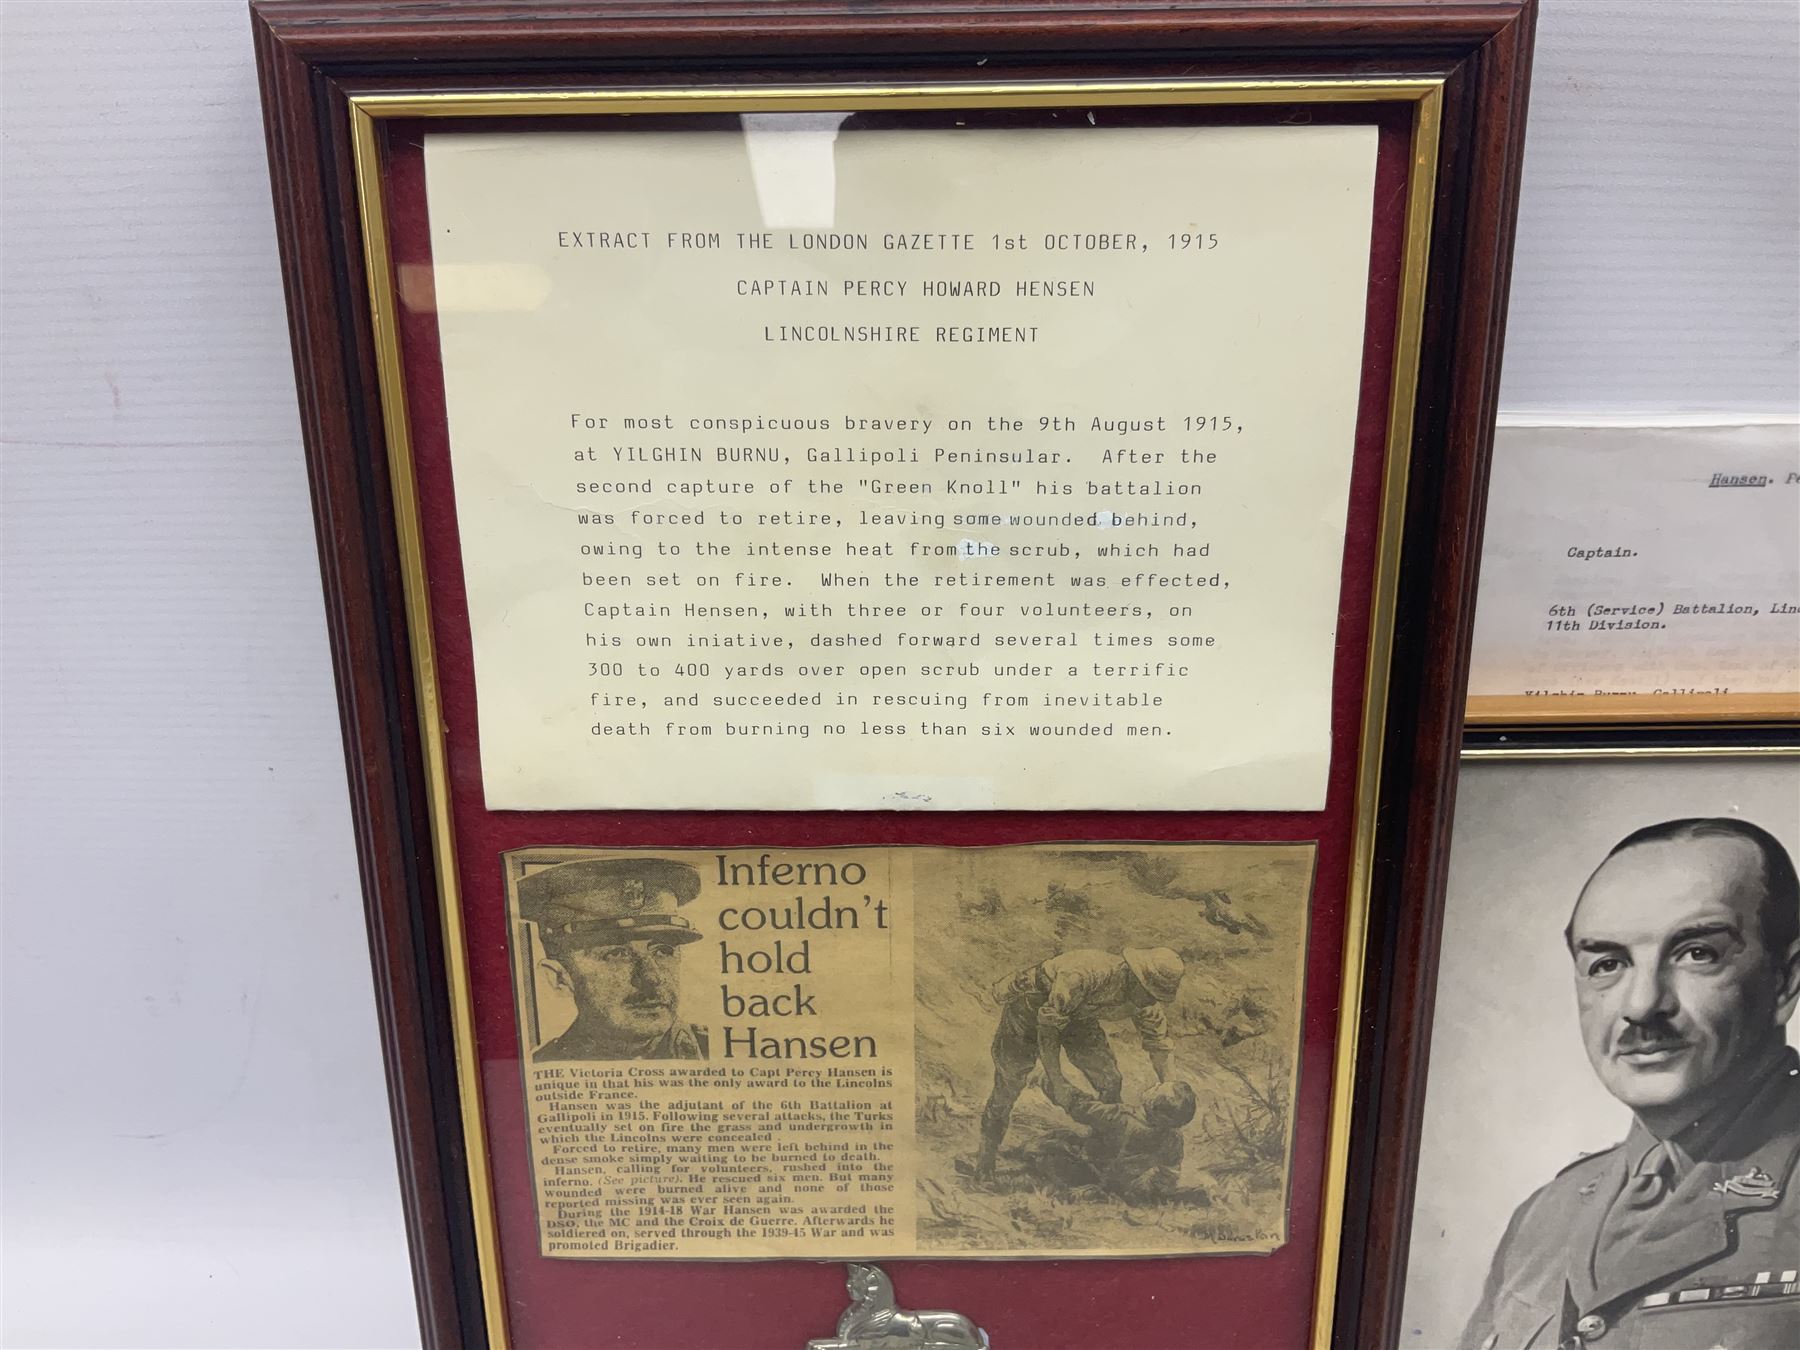 EXTRACT FROM THE LONDON GAZETTE 1st OCTOBER, 1915
CAPTAIN PERCY HOWARD HENSEN
LINCOLNSHIRE REGIMENT
For most conspicuous bravery on the 9th August 1915,
at YILGHIN BURNU, Gallipoli Peninsular. After the
second capture of the "Green Knoll" his battalion
was forced to retire, leaving some wounded behind,
owing to the intense heat from the scrub, which had
been set on fire. When the retirement was effected,
Captain Hensen, with three or four volunteers, on
his own iniative, dashed forward several times some
300 to 400 yards over open scrub under a terrific
fire, and succeeded in rescuing from inevitable
death from burning no less than six wounded men.
Inferno
couldn't
hold
back
Hansen
THE Victoria Cross awarded to Capt Percy Hansen is
unique in that his was the only award to the Lincolns
outside France.
Hansen was the adjutant of the 6th Battalion at
Gallipoli in 1915. Following several attacks, the Turks
eventually set on fire the grass and undergrowth in
which the Lincolns were concealed.
Forced to retire, many men were left behind in the
dense smoke simply waiting to be burned to death.
Hansen, calling for volunteers, rushed into the
inferno. (See picture). He rescued six men. But many
wounded were burned alive and none of those
reported missing was ever seen again.
During the 1914-18 War Hansen was awarded the
DSO, the MC and the Croix de Guerre. Afterwards he
soldiered on, served through the 1939-45 War and was
promoted Brigadier.
Hansen.
Captain.
6th (Service) Battalion,
11th Division.
Yilghin Burnu, Gallipoli